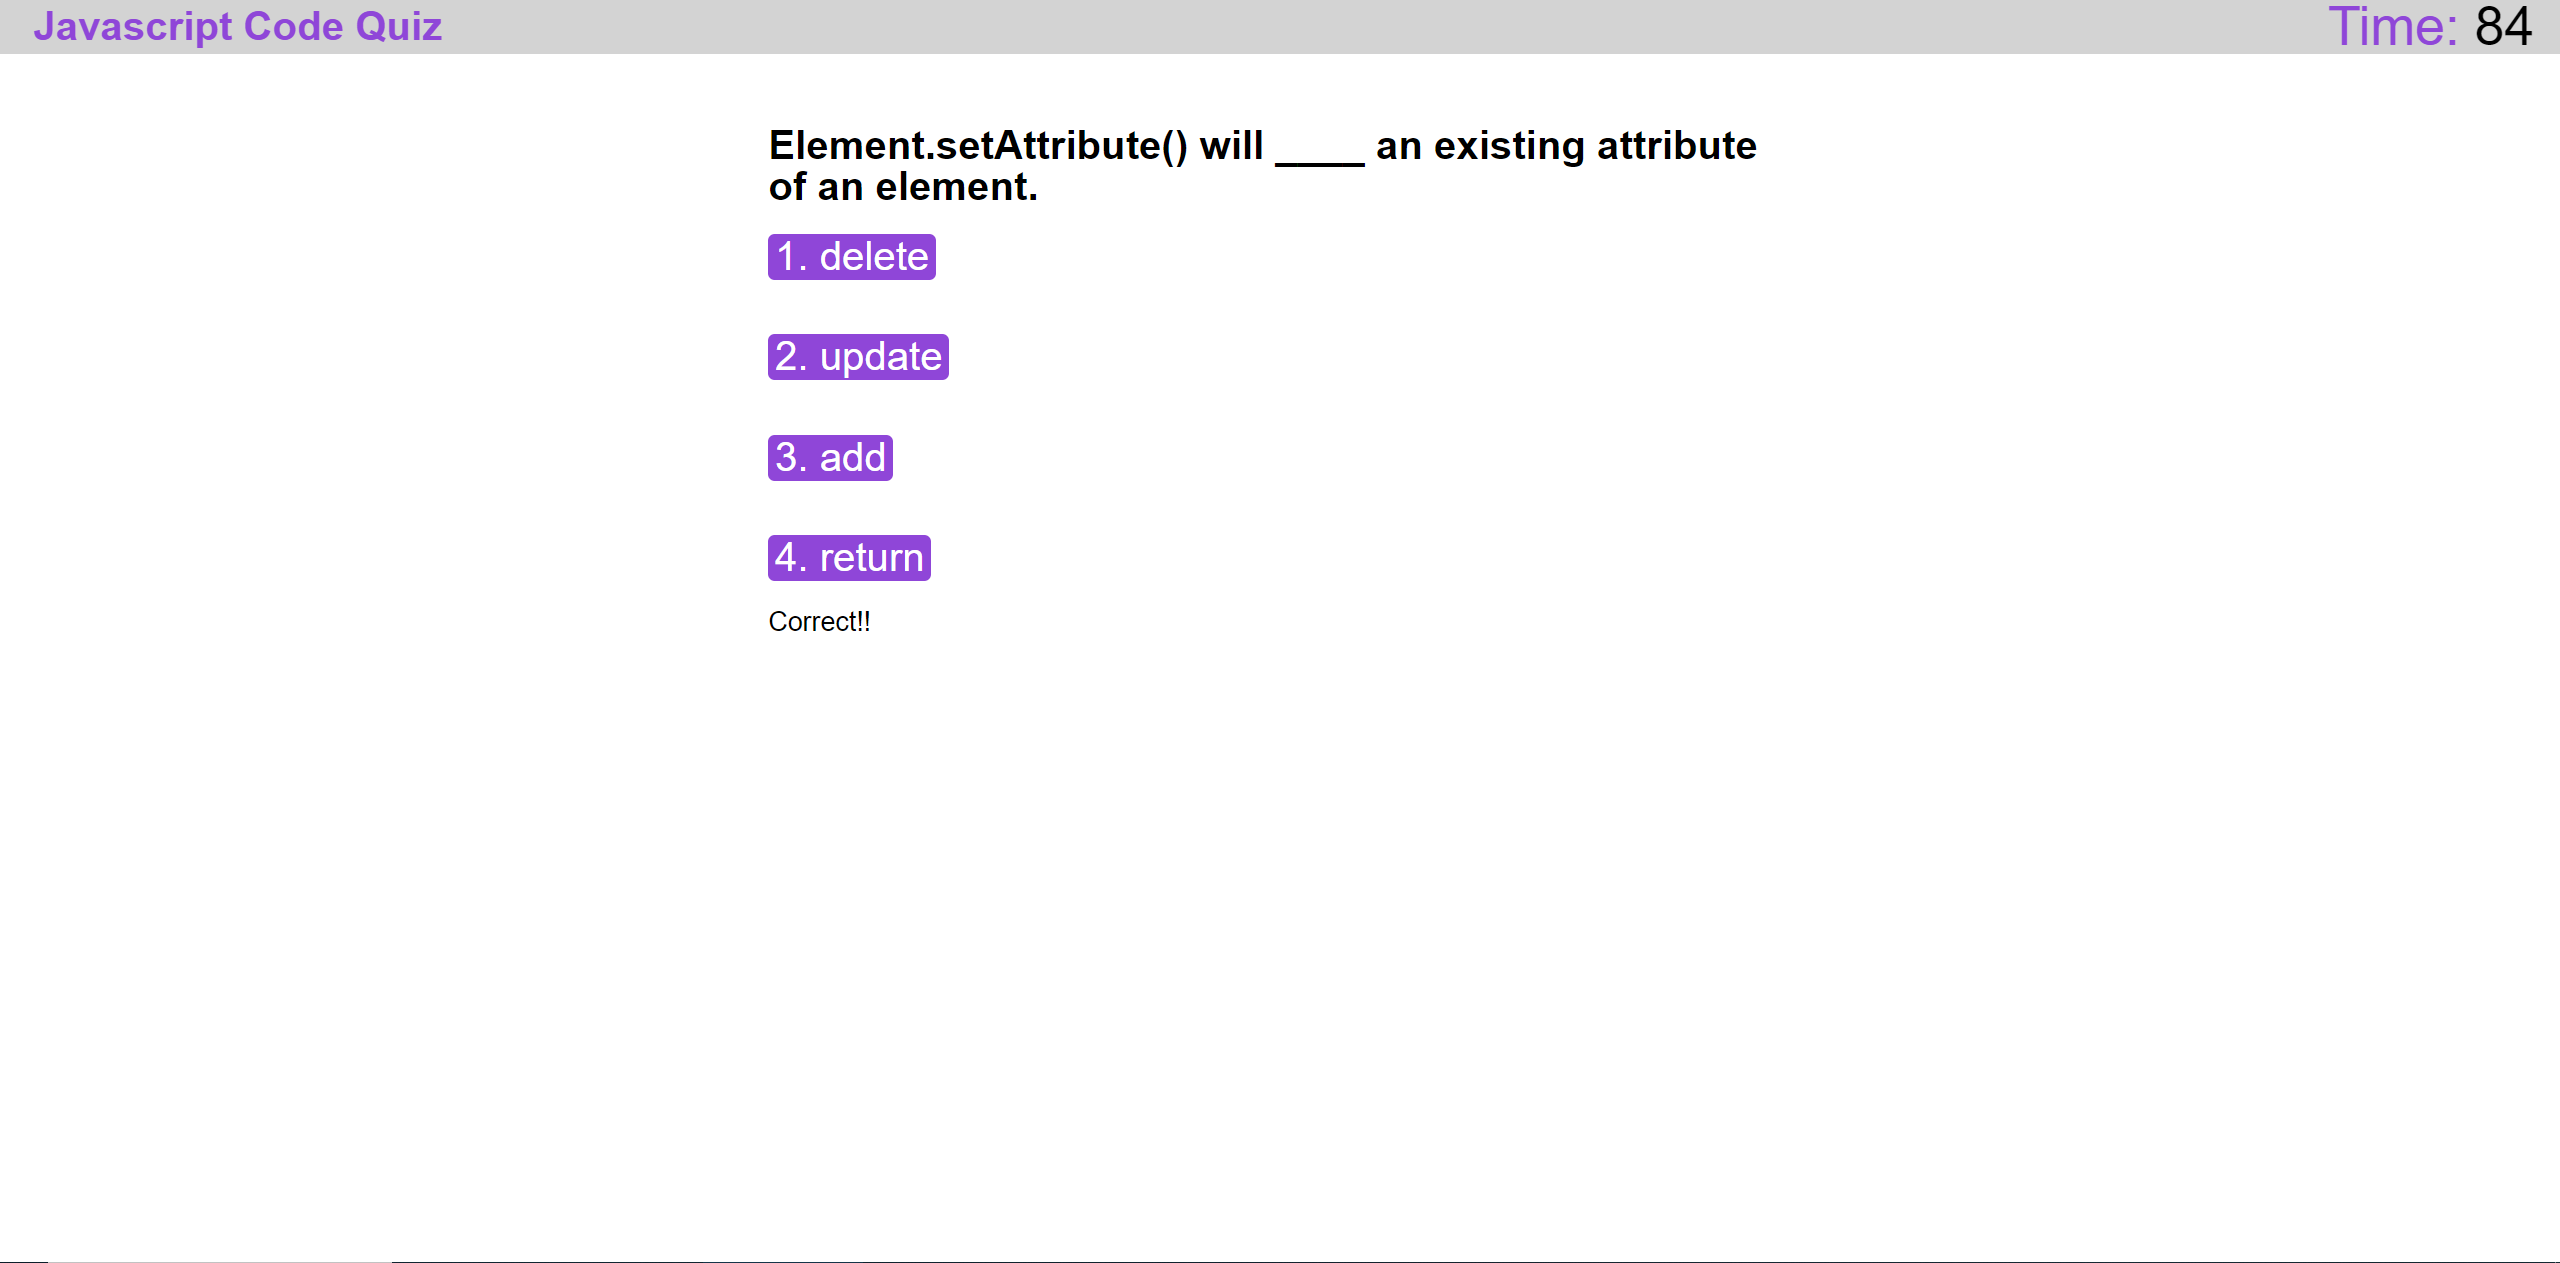 Javascript Code Quiz
Time: 84
Element.setAttribute() will ____ an existing attribute
of an element.
1. delete
2. update
3. add
4. return
Correct!!